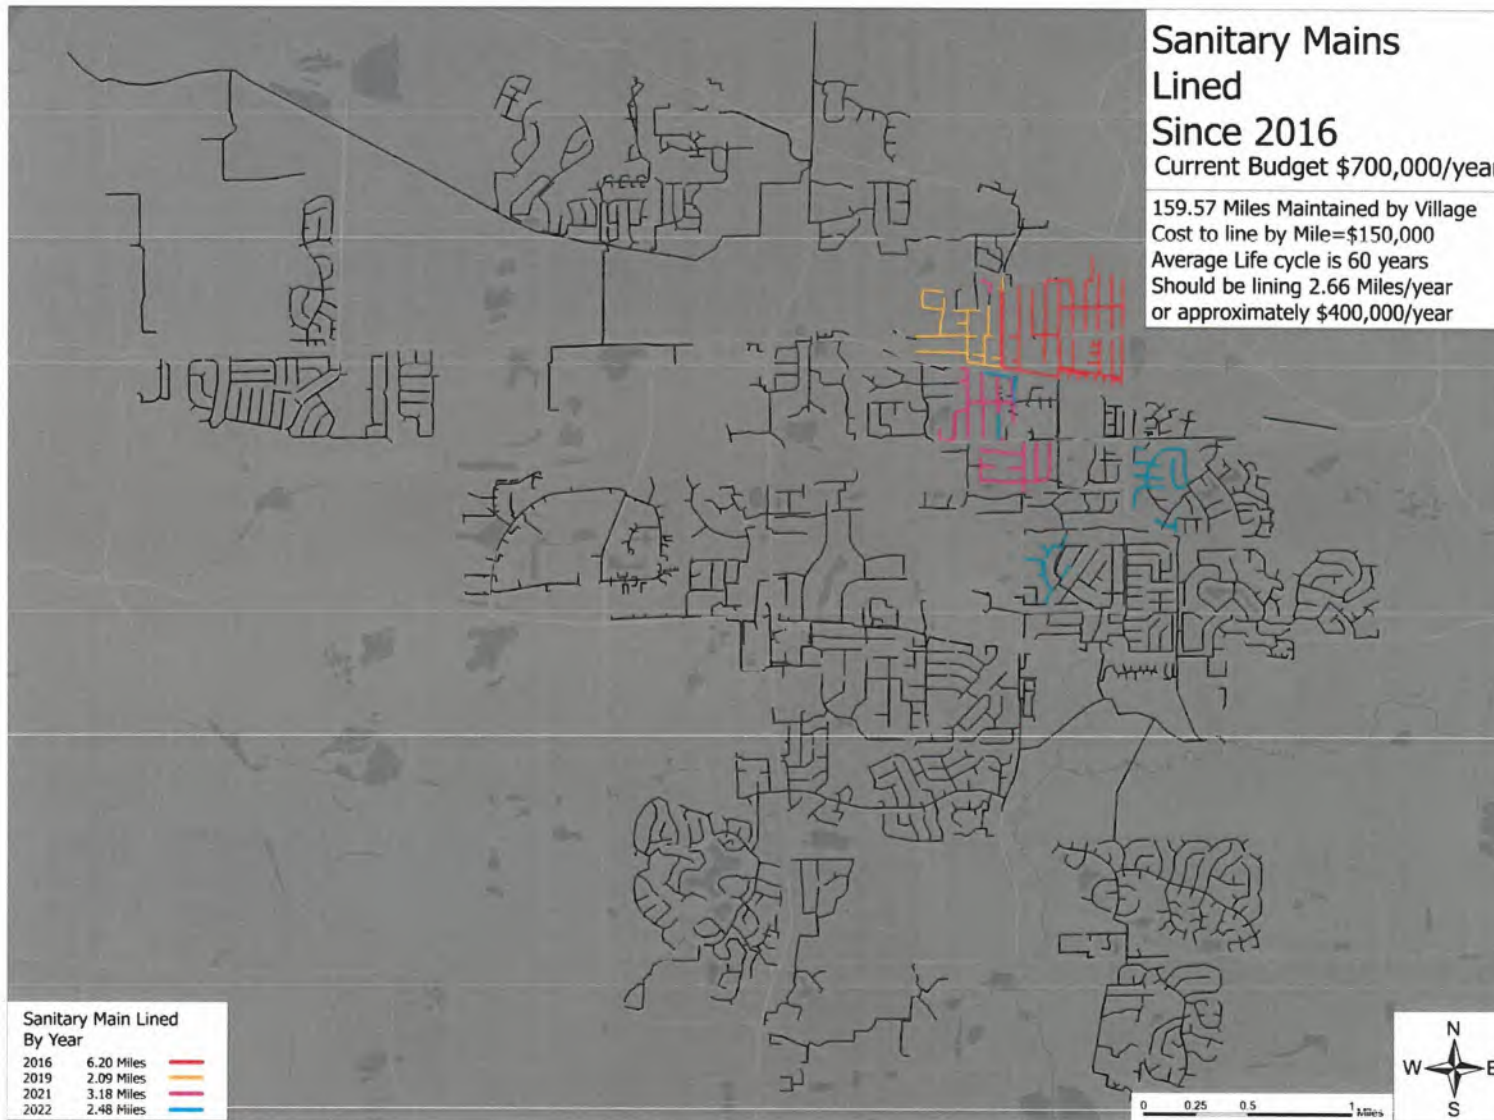 Sanitary Mains
Lined
Since 2016
Current Budget $700,000/year
159.57 Miles Maintained by Village
Cost to line by Mile=$150,000
Average Life cycle is 60 years
Should be lining 2.66 Miles/year
or approximately $400,000/year
Sanitary Main Lined
By Year
2016 6.20 Miles
2019 2.09 Miles
2021 3.18 Miles
2022 2.48 Miles
N
W E
S
0 0.25 0.5 1 Miles